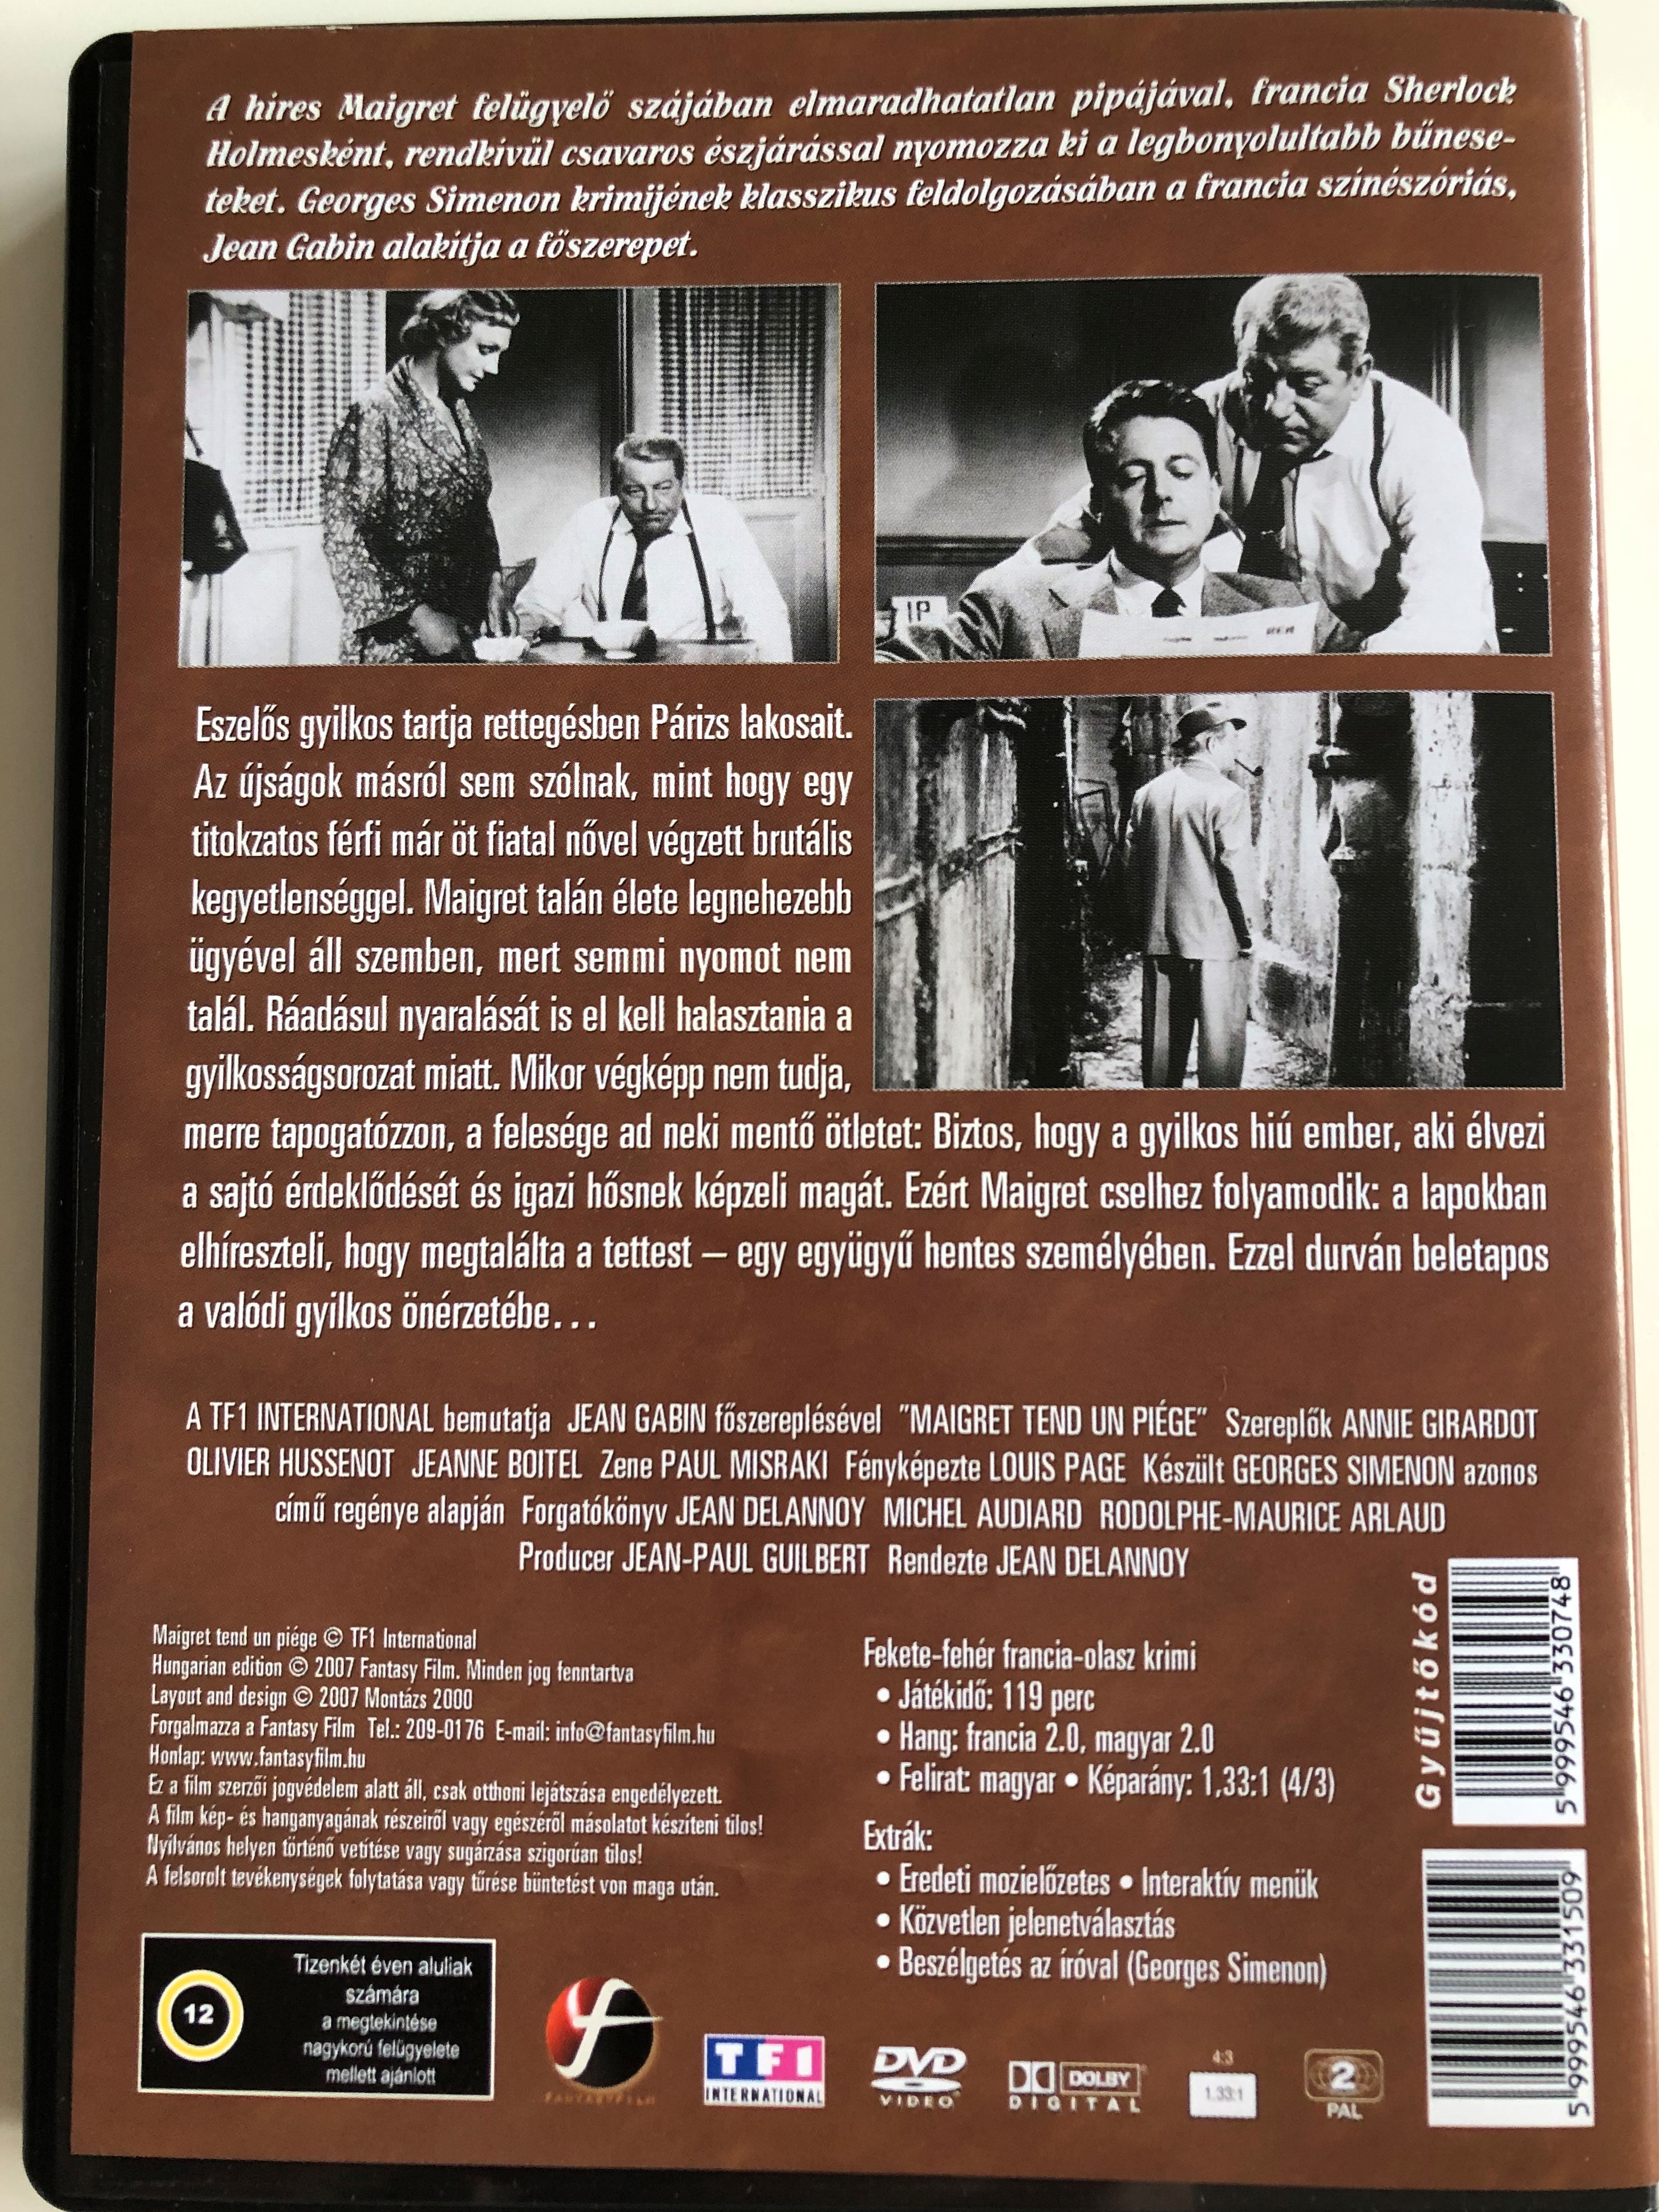 A híres Maigret felügyelő szájában elmaradhatatlan pipájával, francia Sherlock
Holmesként, rendkívül csavaros észjárással nyomozza ki a legbonyolultabb bűnese-
teket. Georges Simenon krimijének klasszikus feldolgozásában a francia színészóriás,
Jean Gabin alakítja a főszerepet.
IP
Eszelős gyilkos tartja rettegésben Párizs lakosait.
Az újságok másról sem szólnak, mint hogy egy
titokzatos férfi már öt fiatal nővel végzett brutális
kegyetlenséggel. Maigret talán élete legnehezebb
ügyével áll szemben, mert semmi nyomot nem
talál. Ráadásul nyaralását is el kell halasztania a
gyilkosságsorozat miatt. Mikor végképp nem tudja,
merre tapogatózzon, a felesége ad neki mentő ötletet: Biztos, hogy a gyilkos hiú ember, aki élvezi
a sajtó érdeklődését és igazi hősnek képzeli magát. Ezért Maigret cselhez folyamodik: a lapokban
elhíreszteli, hogy megtalálta a tettest – egy együgyű hentes személyében. Ezzel durván beletapos
a valódi gyilkos önérzetébe...
A TF1 INTERNATIONAL bemutatja JEAN GABIN főszereplésével "MAIGRET TEND UN PIÉGE" Szereplők ANNIE GIRARDOT
OLIVIER HUSSENOT JEANNE BOITEL Zene PAUL MISRAKI Fényképezte LOUIS PAGE Készült GEORGES SIMENON azonos
című regénye alapján Forgatókönyv JEAN DELANNOY MICHEL AUDIARD RODOLPHE-MAURICE ARLAUD
Producer JEAN-PAUL GUILBERT Rendezte JEAN DELANNOY
Maigret tend un piége © TF1 International
Hungarian edition © 2007 Fantasy Film. Minden jog fenntartva
Layout and design © 2007 Montázs 2000
Forgalmazza a Fantasy Film Tel.: 209-0176 E-mail: info@fantasyfilm.hu
Honlap: www.fantasyfilm.hu
Ez a film szerzői jogvédelem alatt áll, csak otthoni lejátszása engedélyezett.
A film kép- és hanganyagának részeiről vagy egészéről másolatot készíteni tilos!
Nyilvános helyen történő vetítése vagy sugárzása szigorúan tilos!
A felsorolt tevékenységek folytatása vagy tűrése büntetést von maga után.
Fekete-fehér francia-olasz krimi
• Játékidő: 119 perc
• Hang: francia 2.0, magyar 2.0
• Felirat: magyar • Képarány: 1,33:1 (4/3)
Extrák:
• Eredeti mozielőzetes • Interaktív menük
• Közvetlen jelenetválasztás
• Beszélgetés az íróval (Georges Simenon)
Gyűjtőkód
5 999546 330748
5 999546 331509
12
Tizenkét éven aluliak
számára
a megtekintése
nagykorú felügyelete
mellett ajánlott
FANTASY FILM
TF1
INTERNATIONAL
DVD
VIDEO
DOLBY
DIGITAL
4:3
1.33:1
2
PAL